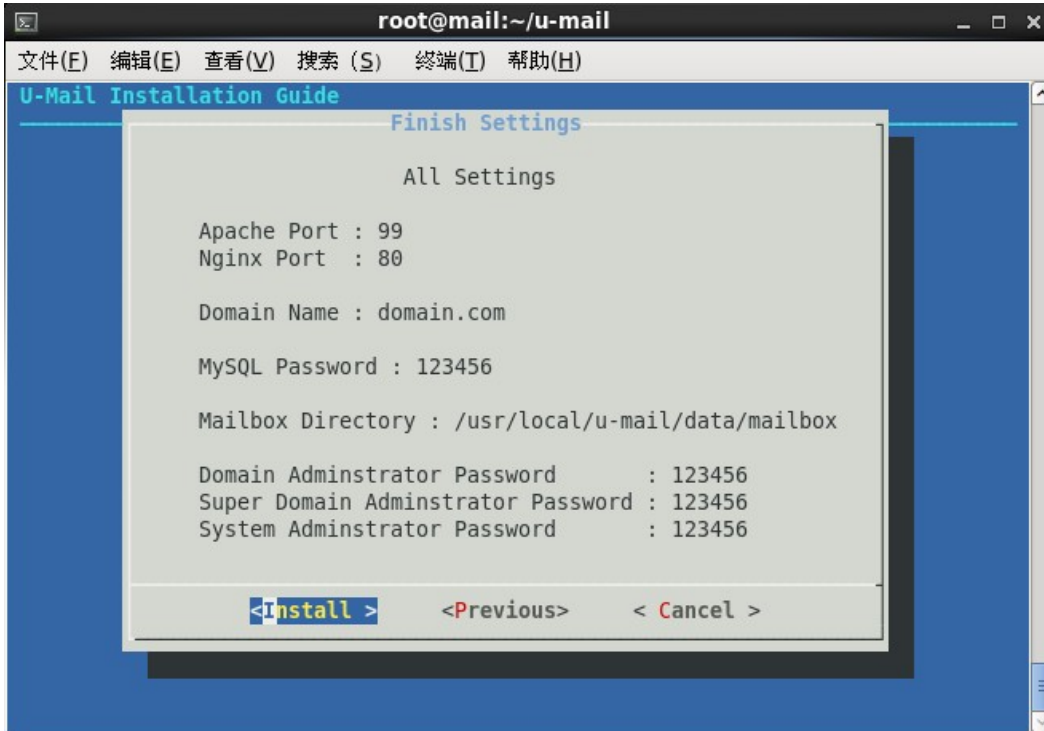 root@mail:~/u-mail
文件(F) 编辑(E) 查看(V) 搜索 (S) 终端(T) 帮助(H)
U-Mail Installation Guide
Finish Settings
All Settings
Apache Port : 99
Nginx Port : 80
Domain Name : domain.com
MySQL Password : 123456
Mailbox Directory : /usr/local/u-mail/data/mailbox
Domain Adminstrator Password : 123456
Super Domain Adminstrator Password : 123456
System Adminstrator Password : 123456
<Install > <Previous> < Cancel >